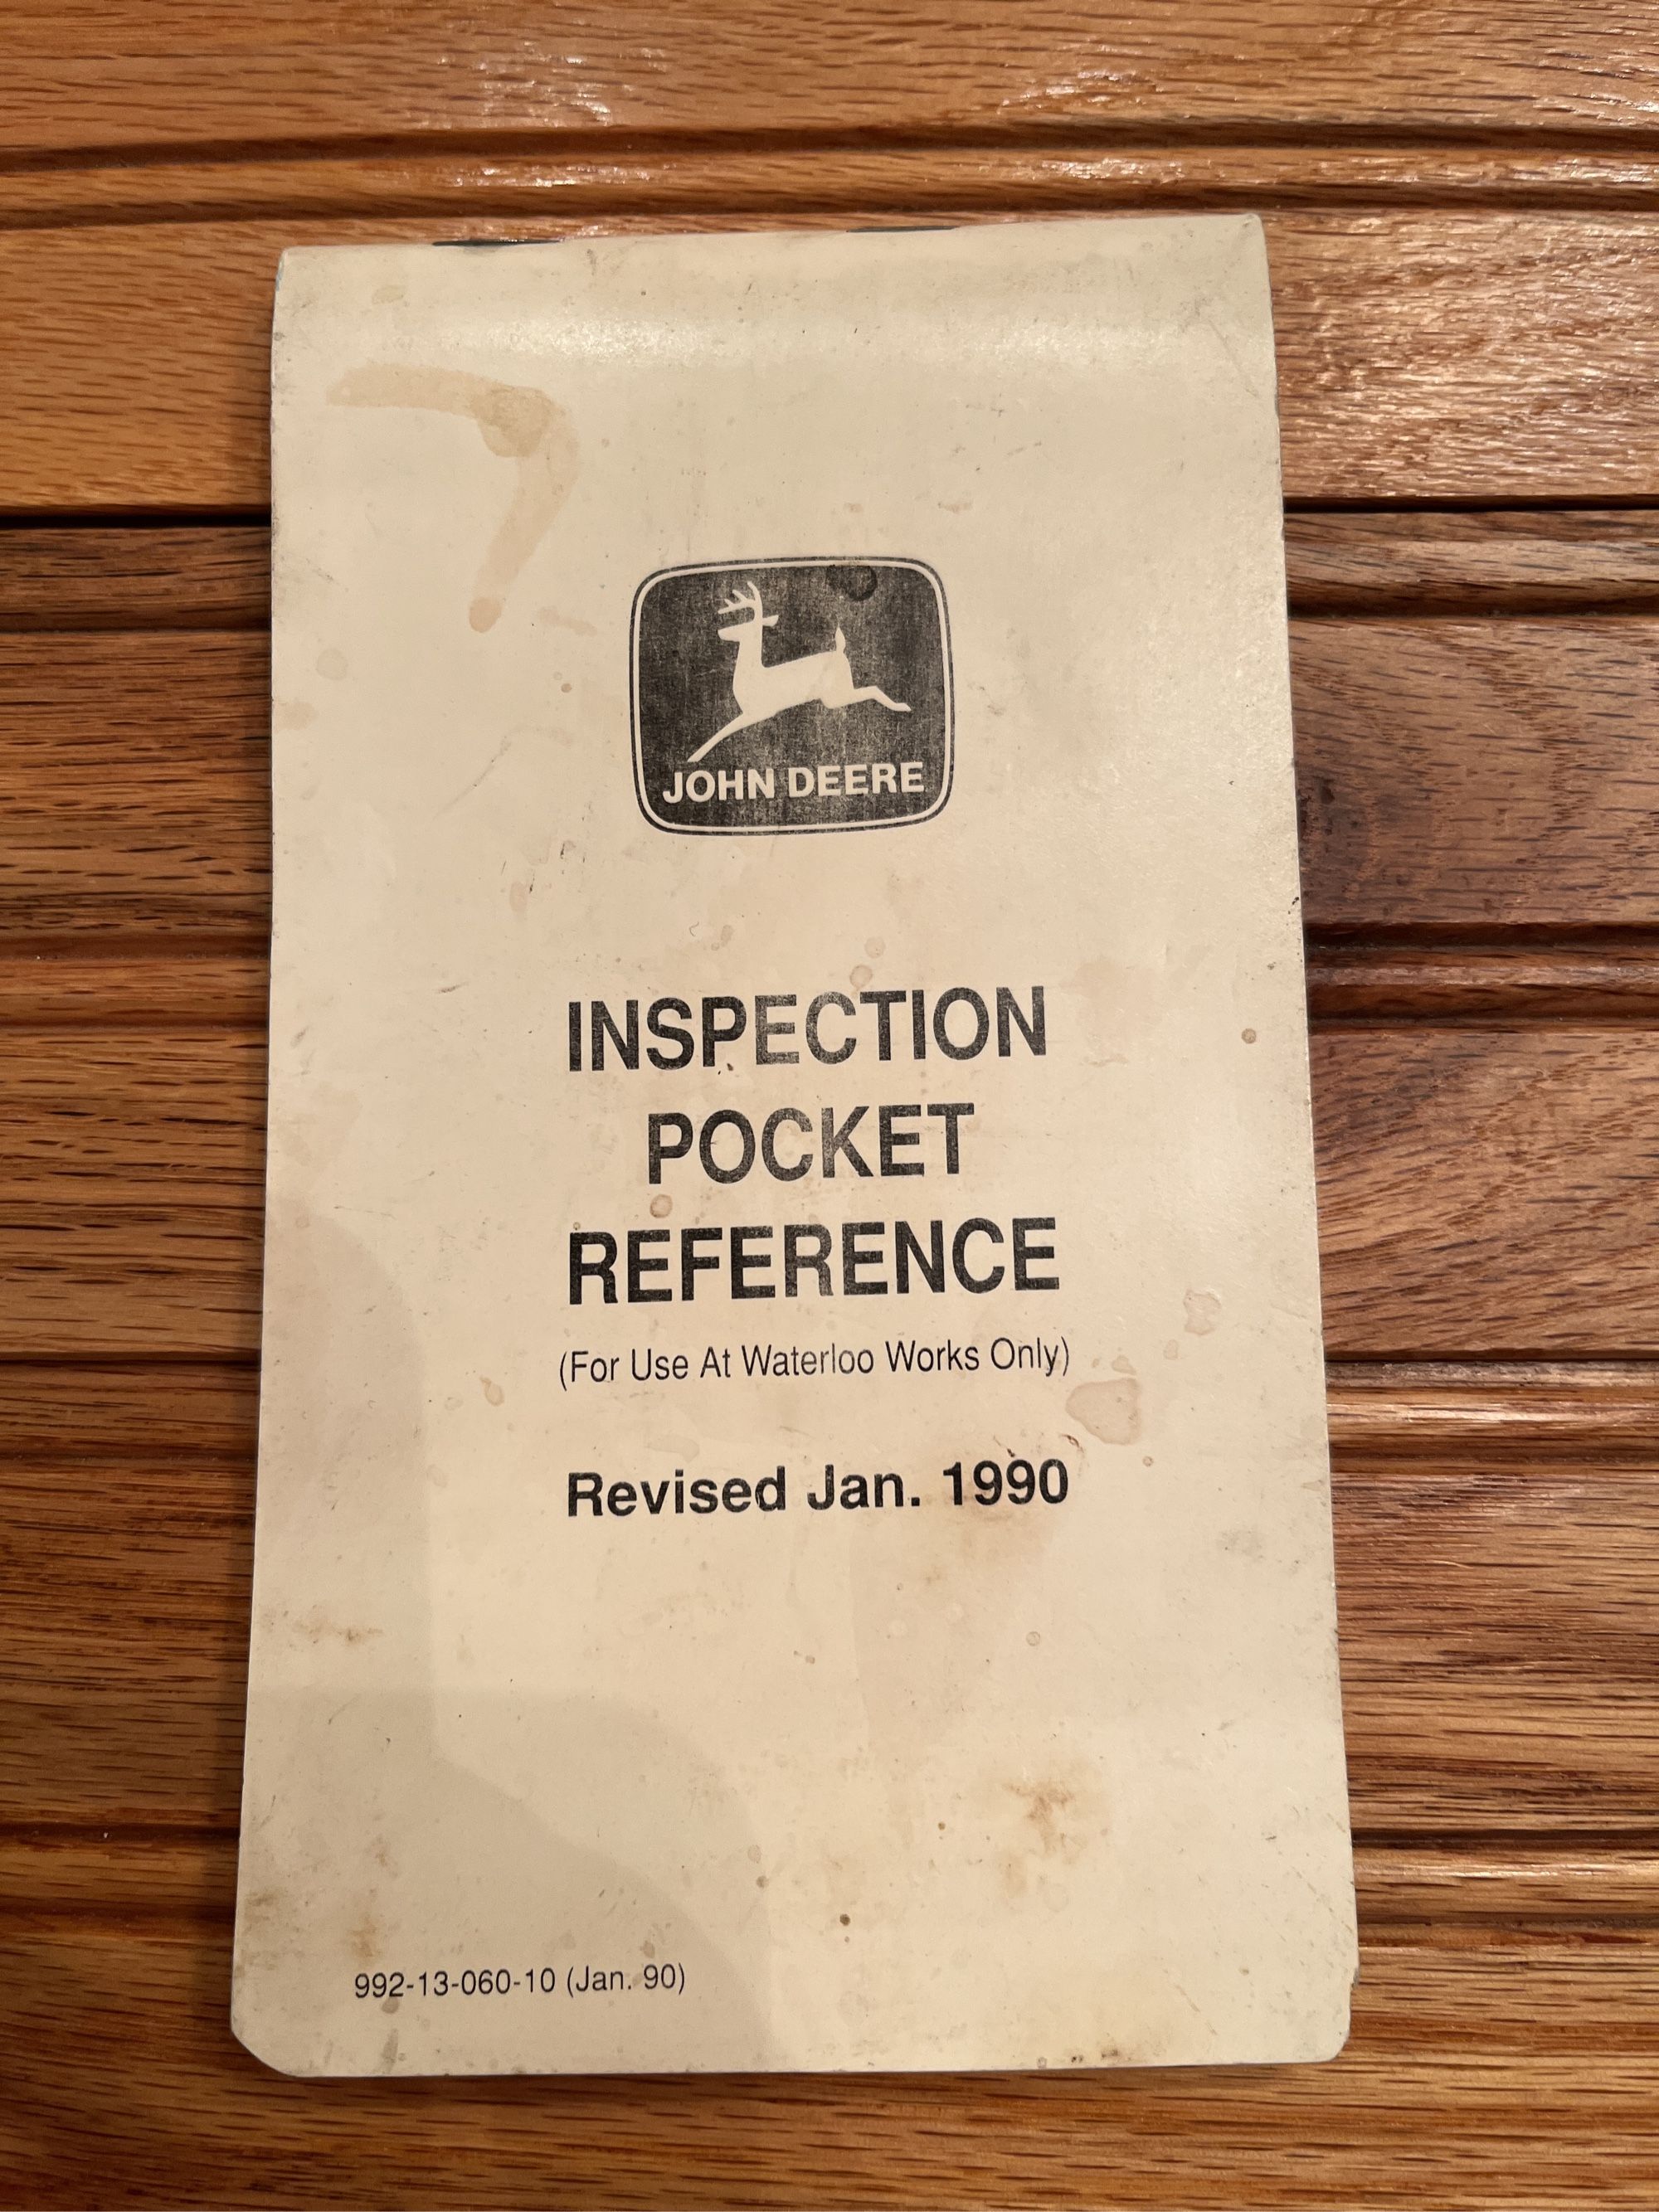 JOHN DEERE
INSPECTION
POCKET
REFERENCE
(For Use At Waterloo Works Only)
Revised Jan. 1990
992-13-060-10 (Jan. 90)